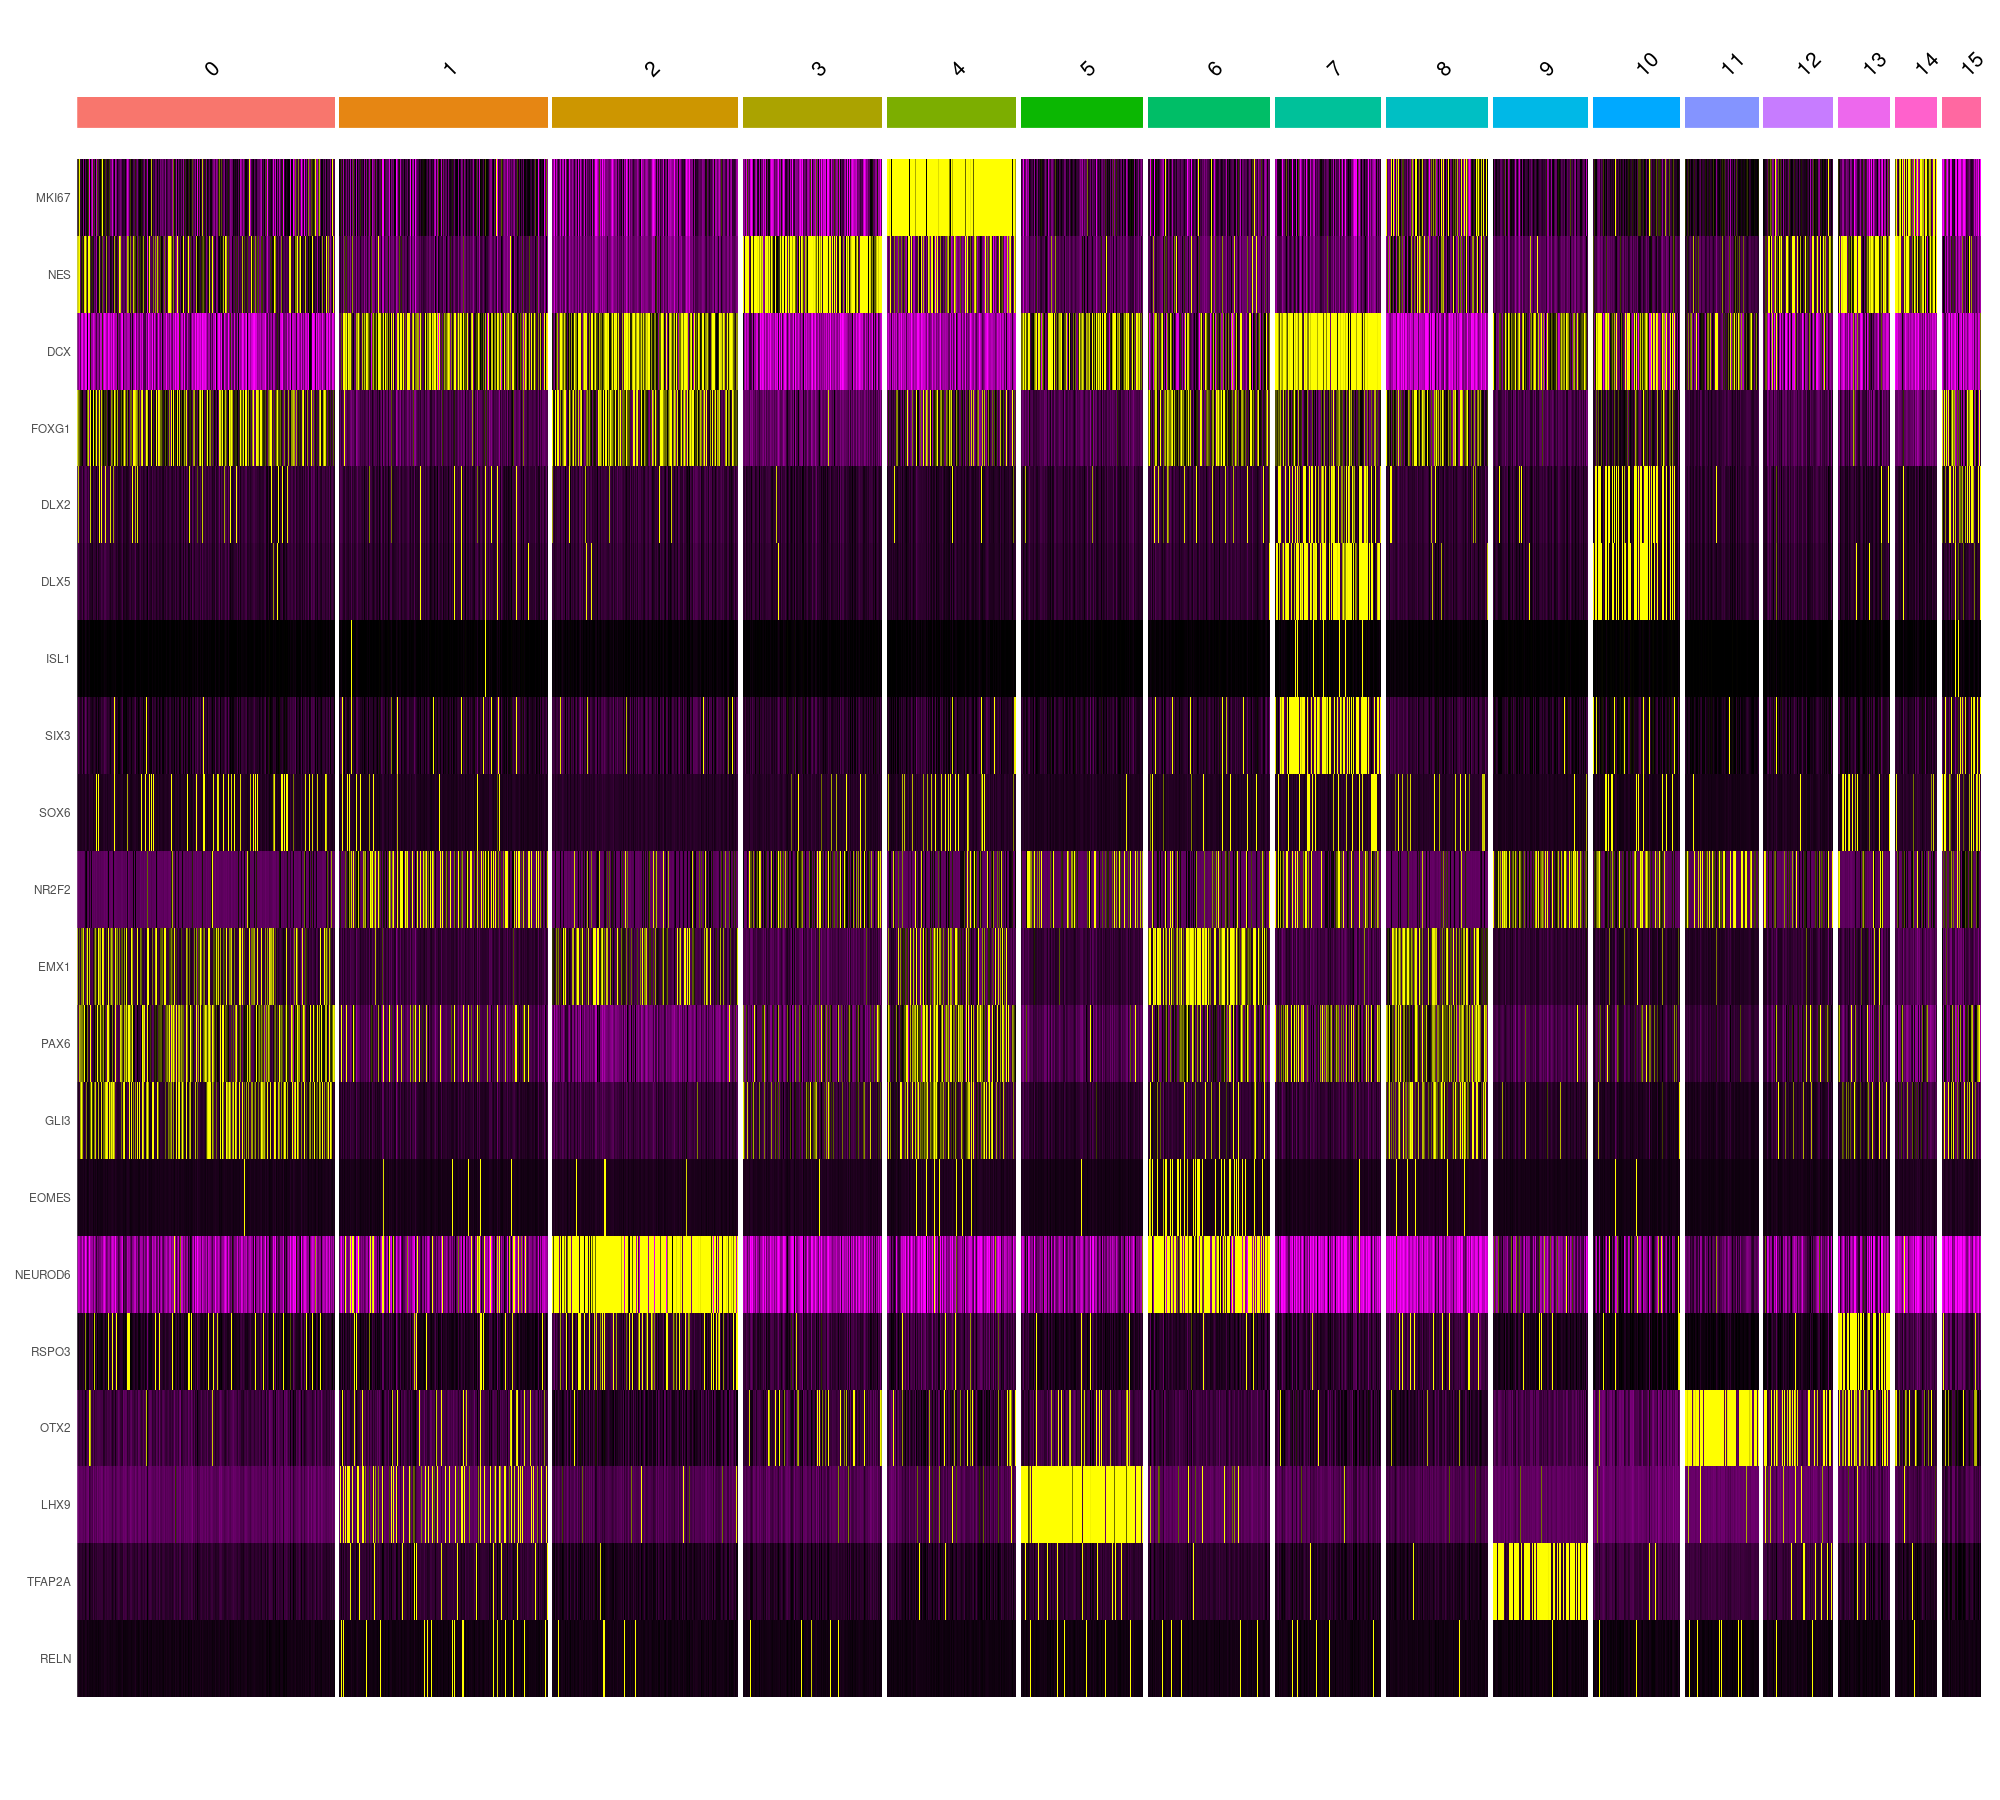 0 1 2 3 4 5 6 7 8 9 10 11 12 13 14 15
MKI67
NES
DCX
FOXG1
DLX2
DLX5
ISL1
SIX3
SOX6
NR2F2
EMX1
PAX6
GLI3
EOMES
NEUROD6
RSPO3
OTX2
LHX9
TFAP2A
RELN